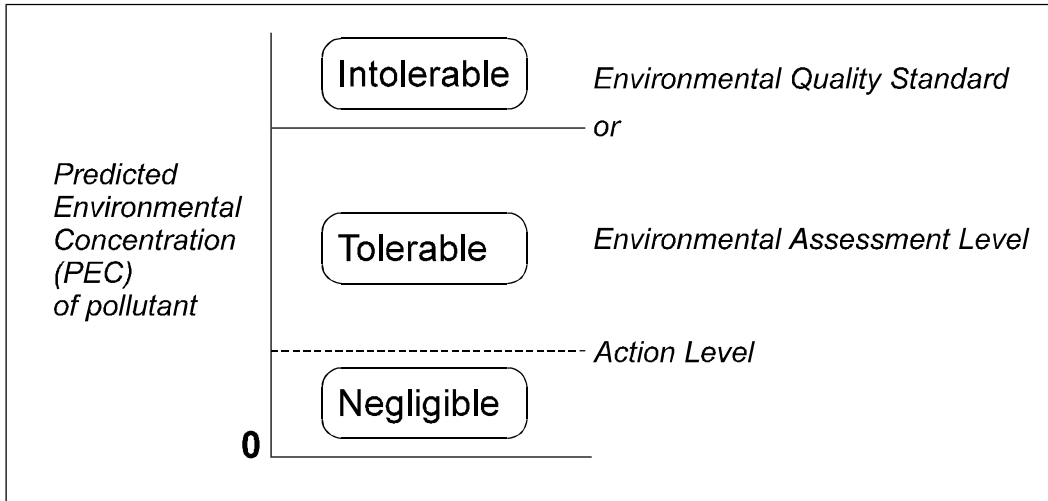 Intolerable
Environmental Quality Standard
or
Predicted
Environmental
Concentration
(PEC)
of pollutant
Tolerable
Environmental Assessment Level
Action Level
Negligible
0